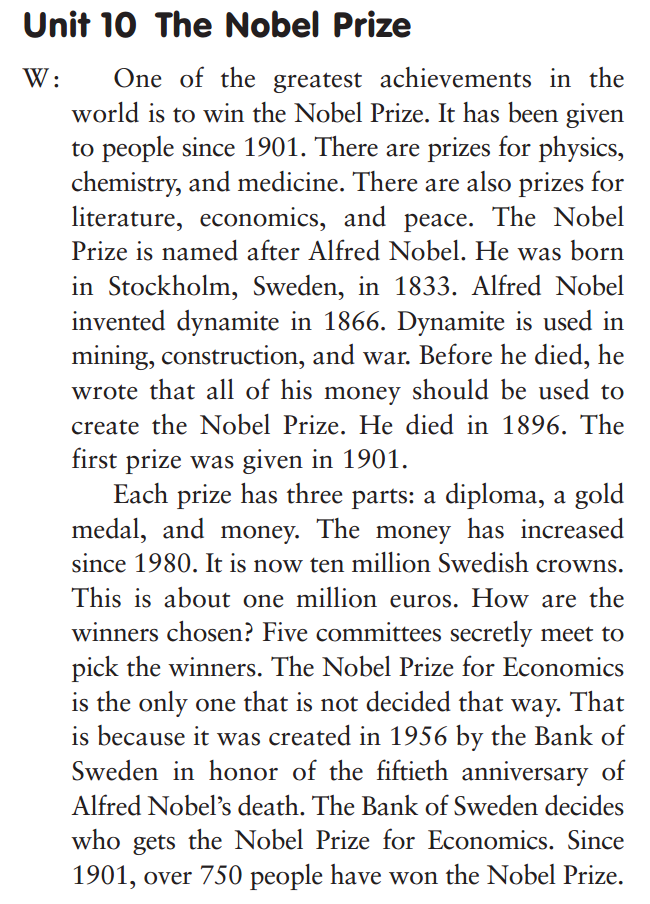 Unit 10 The Nobel Prize
W: One of the greatest achievements in the
world is to win the Nobel Prize. It has been given
to people since 1901. There are prizes for physics,
chemistry, and medicine. There are also prizes for
literature, economics, and peace. The Nobel
Prize is named after Alfred Nobel. He was born
in Stockholm, Sweden, in 1833. Alfred Nobel
invented dynamite in 1866. Dynamite is used in
mining, construction, and war. Before he died, he
wrote that all of his money should be used to
create the Nobel Prize. He died in 1896. The
first prize was given in 1901.
Each prize has three parts: a diploma, a gold
medal, and money. The money has increased
since 1980. It is now ten million Swedish crowns.
This is about one million euros. How are the
winners chosen? Five committees secretly meet to
pick the winners. The Nobel Prize for Economics
is the only one that is not decided that way. That
is because it was created in 1956 by the Bank of
Sweden in honor of the fiftieth anniversary of
Alfred Nobel’s death. The Bank of Sweden decides
who gets the Nobel Prize for Economics. Since
1901, over 750 people have won the Nobel Prize.